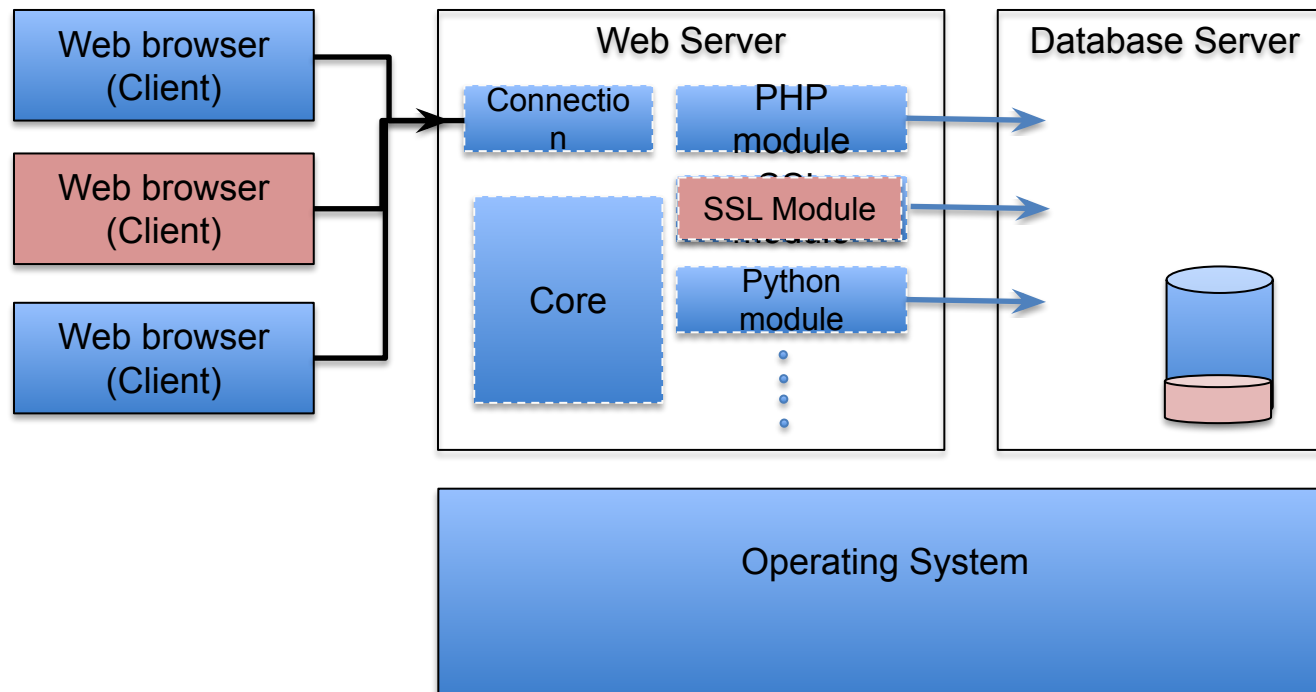 Web browser
(Client)
Web browser
(Client)
Web browser
(Client)
Web Server
Connectio
n
PHP
module
SSL Module
Core
Python
module
Database Server
Operating System